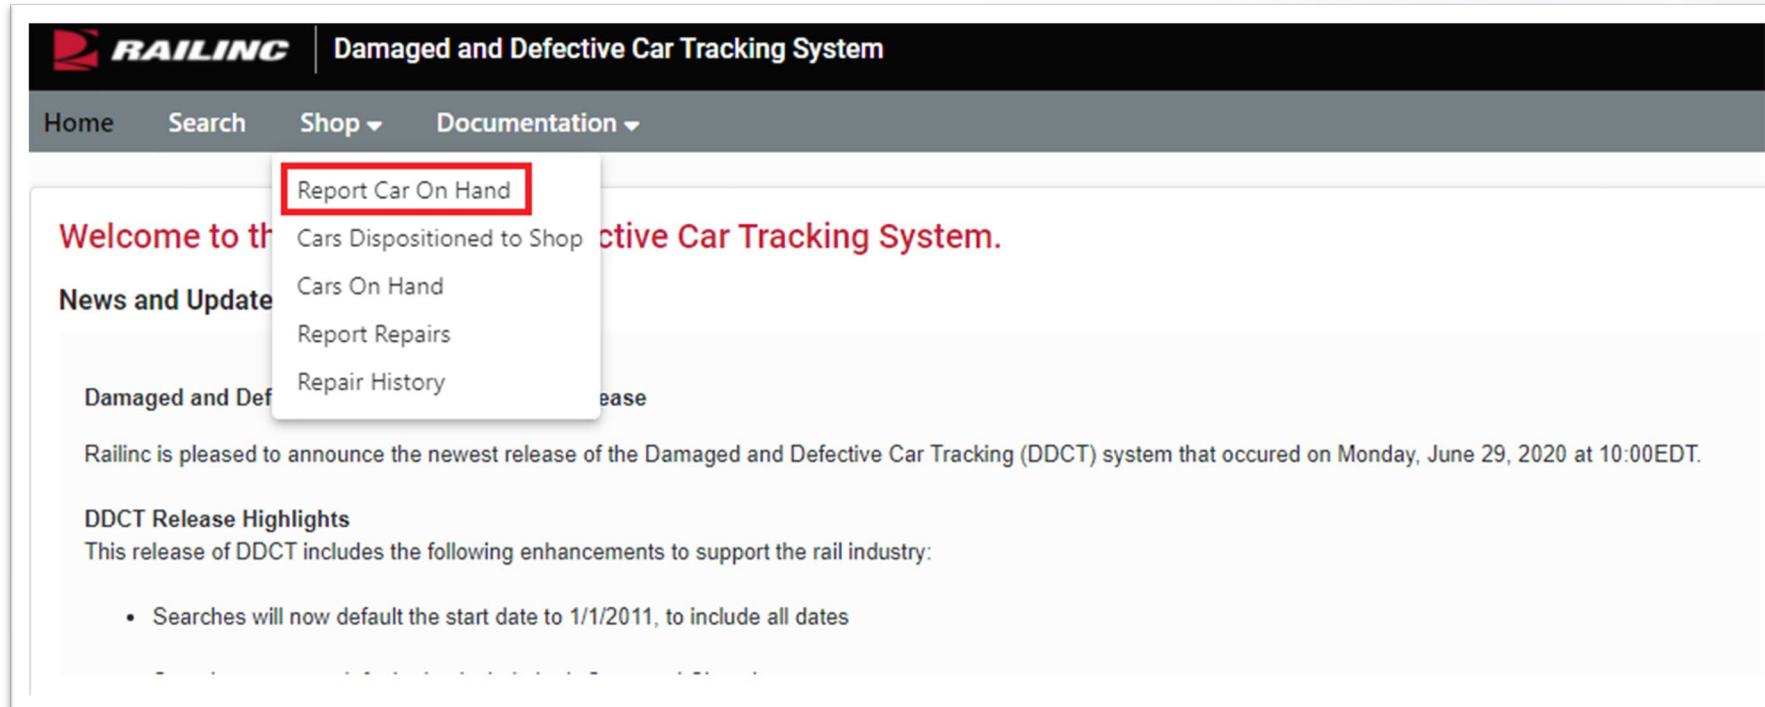 RAILINC Damaged and Defective Car Tracking System
Home Search Shop Documentation
Report Car On Hand
Cars Dispositioned to Shop
Cars On Hand
Report Repairs
Repair History
Welcome to th ctive Car Tracking System.
News and Update
Damaged and Def ease
Railinc is pleased to announce the newest release of the Damaged and Defective Car Tracking (DDCT) system that occured on Monday, June 29, 2020 at 10:00EDT.
DDCT Release Highlights
This release of DDCT includes the following enhancements to support the rail industry:
• Searches will now default the start date to 1/1/2011, to include all dates